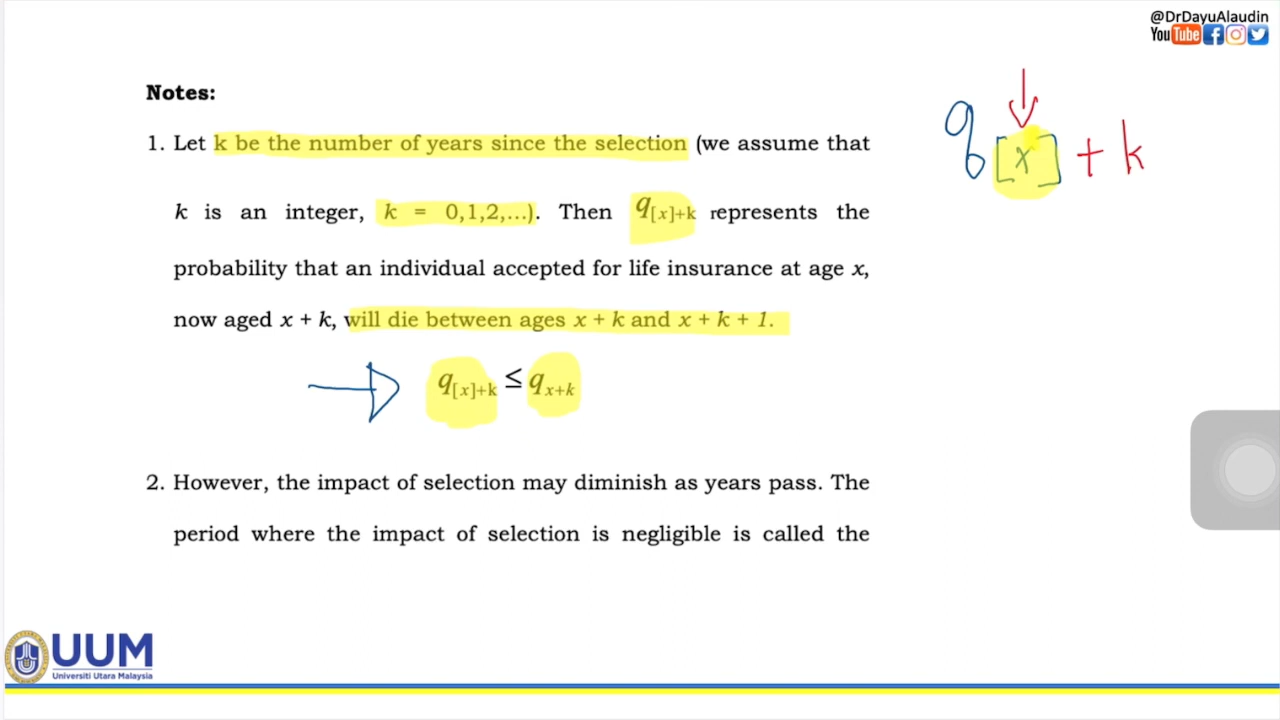 @DrDayuAlaudin
YouTube
Notes:
q[x] + k
1. Let k be the number of years since the selection (we assume that
k is an integer, k = 0,1,2,...). Then q[x]+k represents the
probability that an individual accepted for life insurance at age x,
now aged x + k, will die between ages x + k and x + k + 1.
q[x]+k ≤ qx+k
2. However, the impact of selection may diminish as years pass. The
period where the impact of selection is negligible is called the
UUM
Universiti Utara Malaysia